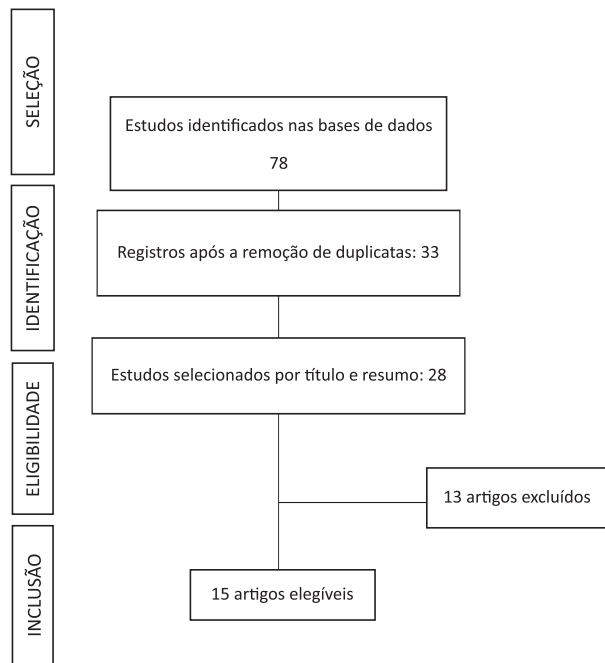 SELEÇÃO
Estudos identificados nas bases de dados
78
IDENTIFICAÇÃO
Registros após a remoção de duplicatas: 33
Estudos selecionados por título e resumo: 28
ELIGIBILIDADE
13 artigos excluídos
INCLUSÃO
15 artigos elegíveis